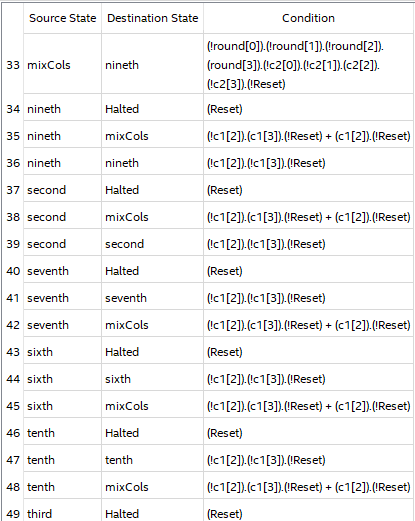 Source State Destination State Condition
(!round[0]).(!round[1]).(!round[2]).
33 mixCols nineth (round[3]).(!c2[0]).(!c2[1]).(c2[2]).
(!c2[3]).(!Reset)
34 nineth Halted (Reset)
35 nineth mixCols (!c1[2]).(c1[3]).(!Reset) + (c1[2]).(!Reset)
36 nineth nineth (!c1[2]).(!c1[3]).(!Reset)
37 second Halted (Reset)
38 second mixCols (!c1[2]).(c1[3]).(!Reset) + (c1[2]).(!Reset)
39 second second (!c1[2]).(!c1[3]).(!Reset)
40 seventh Halted (Reset)
41 seventh seventh (!c1[2]).(!c1[3]).(!Reset)
42 seventh mixCols (!c1[2]).(c1[3]).(!Reset) + (c1[2]).(!Reset)
43 sixth Halted (Reset)
44 sixth sixth (!c1[2]).(!c1[3]).(!Reset)
45 sixth mixCols (!c1[2]).(c1[3]).(!Reset) + (c1[2]).(!Reset)
46 tenth Halted (Reset)
47 tenth tenth (!c1[2]).(!c1[3]).(!Reset)
48 tenth mixCols (!c1[2]).(c1[3]).(!Reset) + (c1[2]).(!Reset)
49 third Halted (Reset)